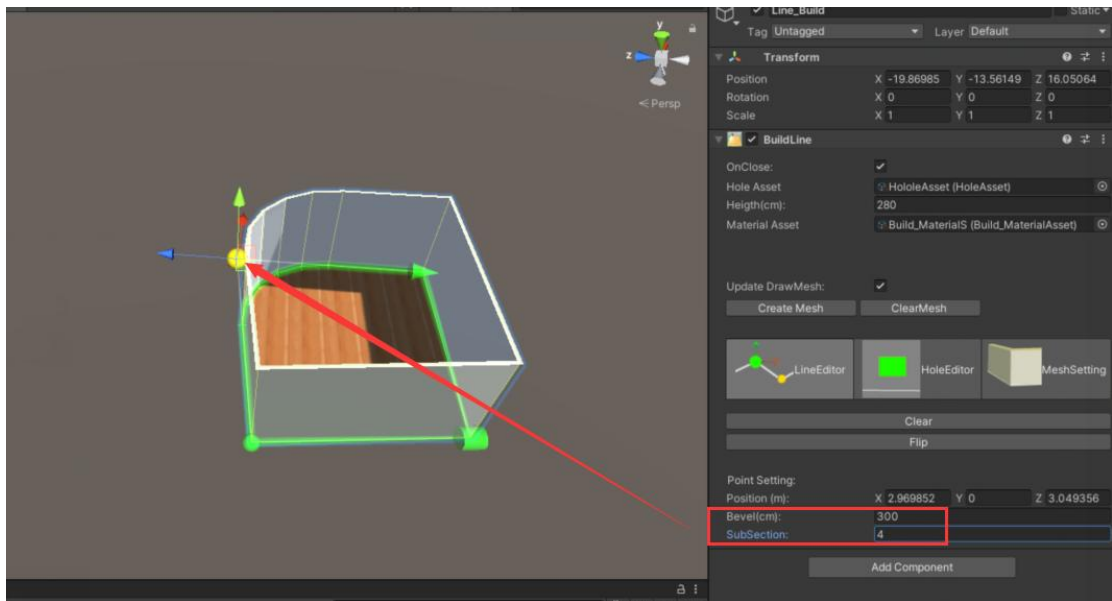 Line_Build
Static
Tag Untagged Layer Default
Transform
Position X -19.86985 Y -13.56149 Z 16.05064
Rotation X 0 Y 0 Z 0
Scale X 1 Y 1 Z 1
BuildLine
OnClose:
Hole Asset HololeAsset (HoleAsset)
Heigth(cm): 280
Material Asset Build_MaterialS (Build_MaterialAsset)
Update DrawMesh:
Create Mesh ClearMesh
LineEditor HoleEditor MeshSetting
Clear
Flip
Point Setting:
Position (m): X 2.969852 Y 0 Z 3.049356
Bevel(cm): 300
SubSection: 4
Add Component
y
z
Persp